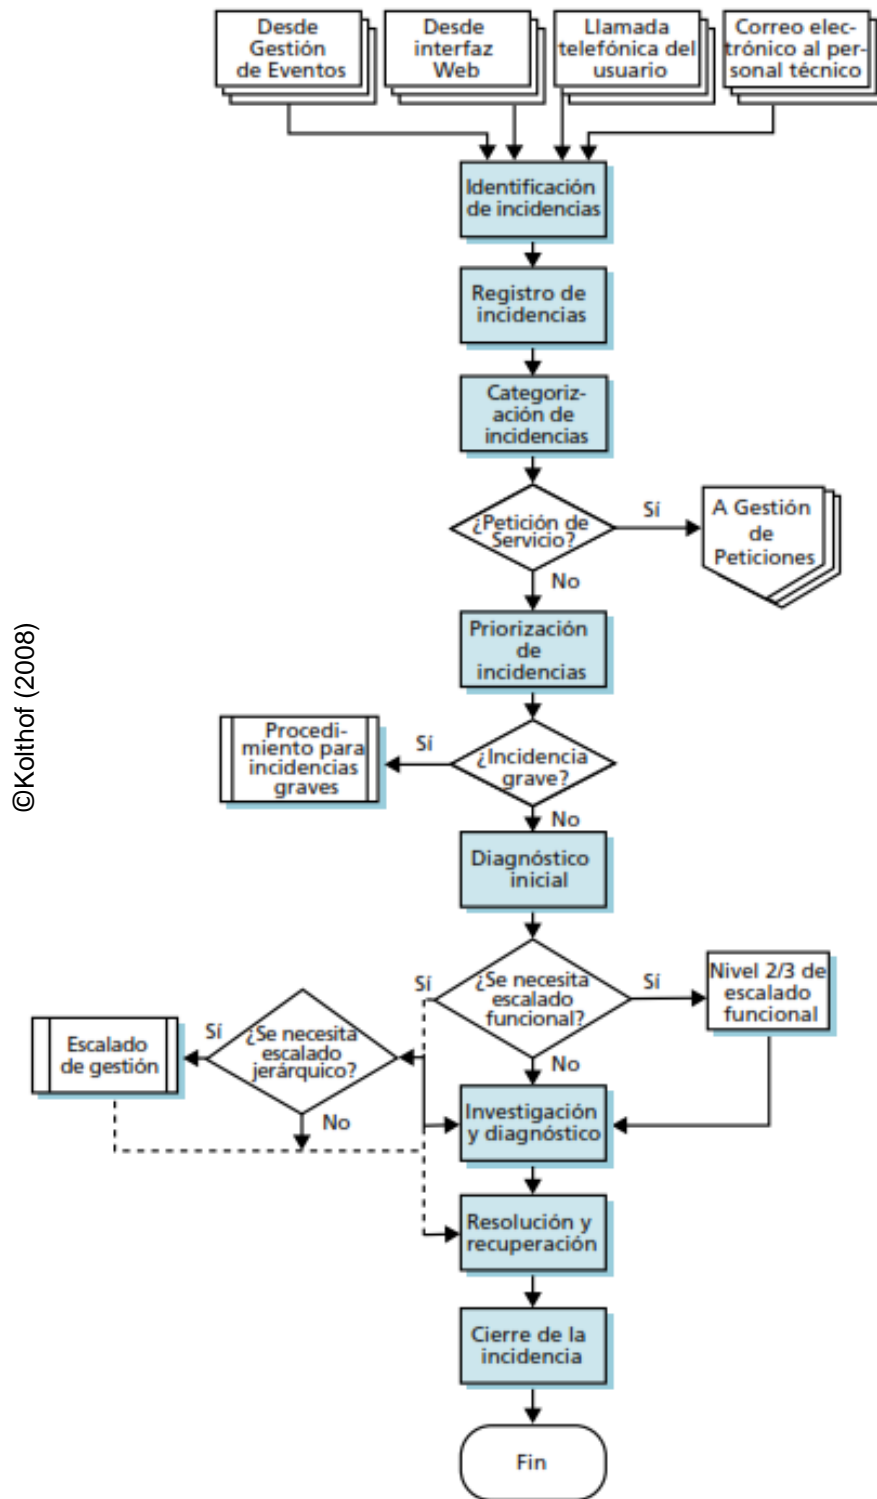 Desde
Gestión
de Eventos
Desde
interfaz
Web
Llamada
telefónica del
usuario
Correo elec-
trónico al per-
sonal técnico
Identificación
de incidencias
Registro de
incidencias
Categoriz-
ación de
incidencias
¿Petición de
Servicio?
Sí
A Gestión
de
Peticiones
No
Priorización
de
incidencias
©Kolthof (2008)
Procedi-
miento para
incidencias
graves
Sí
¿Incidencia
grave?
No
Diagnóstico
inicial
Sí
¿Se necesita
escalado
funcional?
Sí
Nivel 2/3 de
escalado
funcional
No
Escalado
de gestión
Sí
¿Se necesita
escalado
jerárquico?
No
Investigación
y diagnóstico
Resolución y
recuperación
Cierre de la
incidencia
Fin